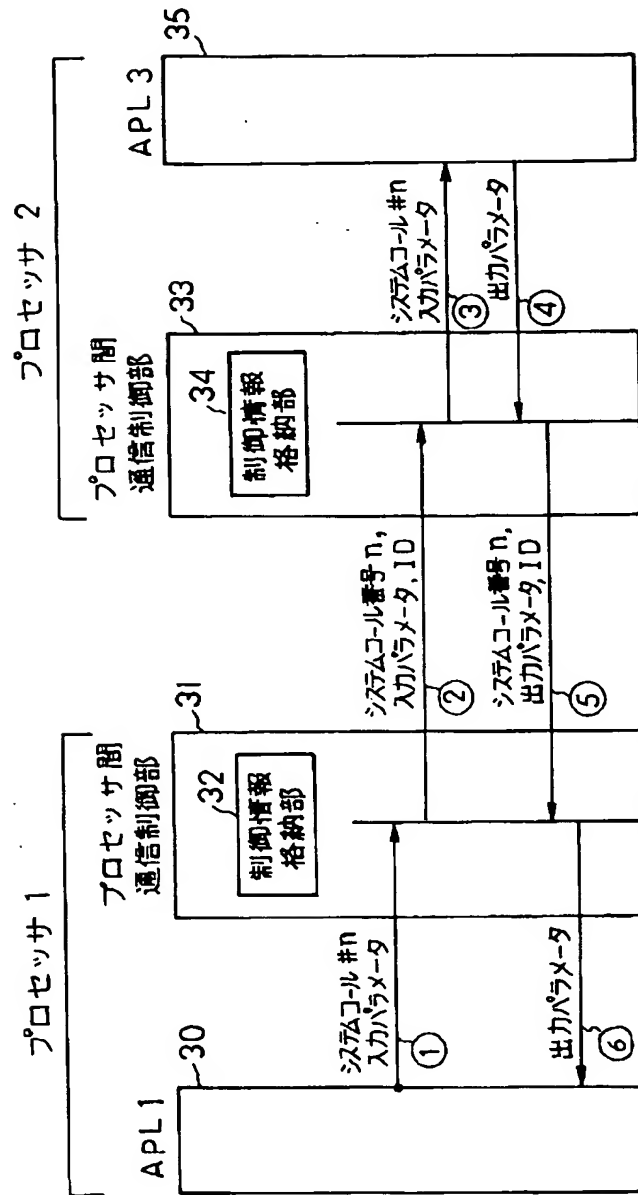 プロセッサ 1
プロセッサ 2
APL 1
30
プロセッサ間
通信制御部
31
32
制御情報
格納部
プロセッサ間
通信制御部
33
34
制御情報
格納部
APL 3
35
システムコール #n
入力パラメータ
①
システムコール番号 n,
入力パラメータ, ID
②
システムコール #n
入力パラメータ
③
出力パラメータ
④
システムコール番号 n,
出力パラメータ, ID
⑤
出力パラメータ
⑥